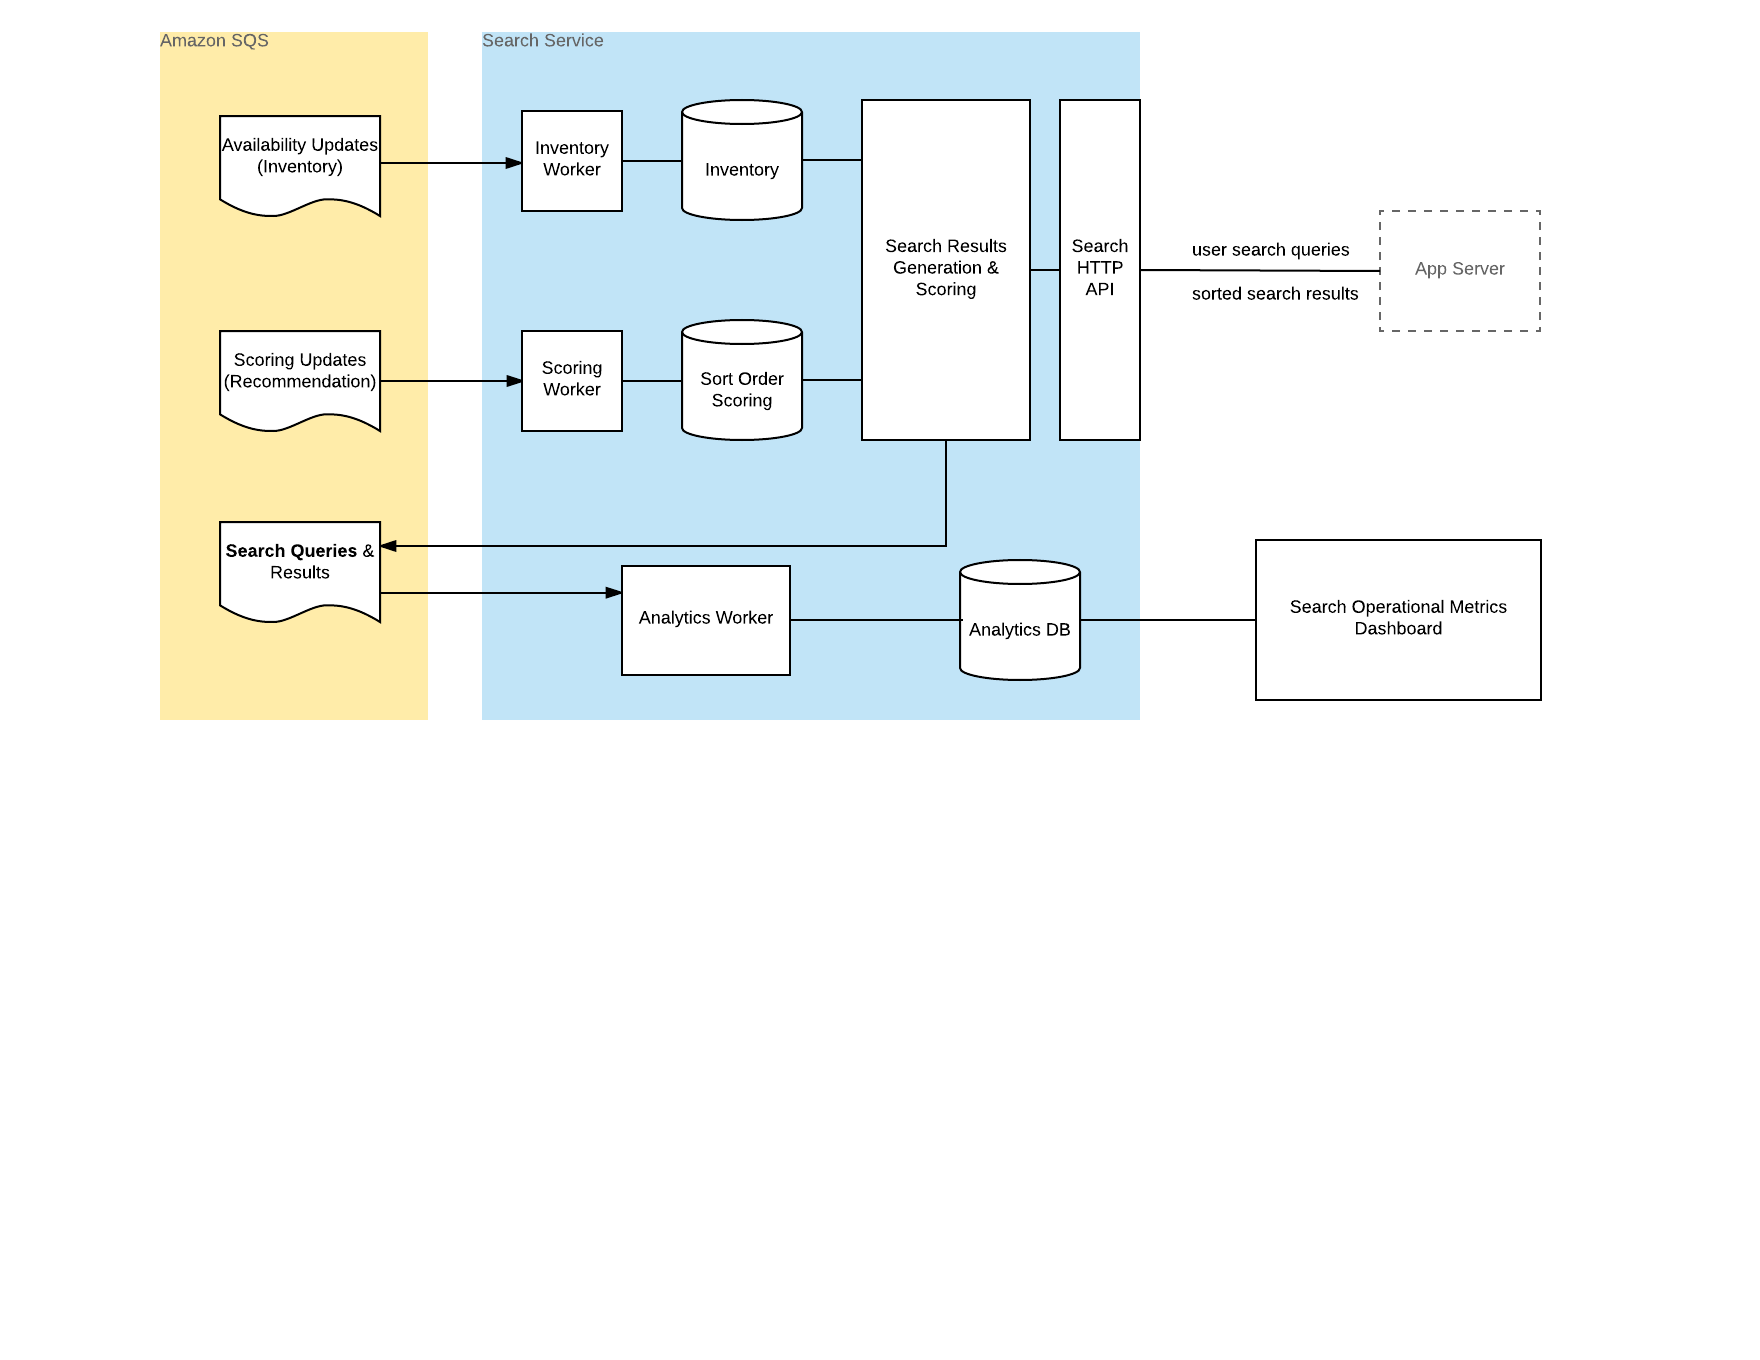 Amazon SQS
Search Service
Availability Updates
(Inventory)
Inventory
Worker
Inventory
Search Results
Generation &
Scoring
Search
HTTP
API
user search queries
sorted search results
App Server
Scoring Updates
(Recommendation)
Scoring
Worker
Sort Order
Scoring
Search Queries &
Results
Analytics Worker
Analytics DB
Search Operational Metrics
Dashboard